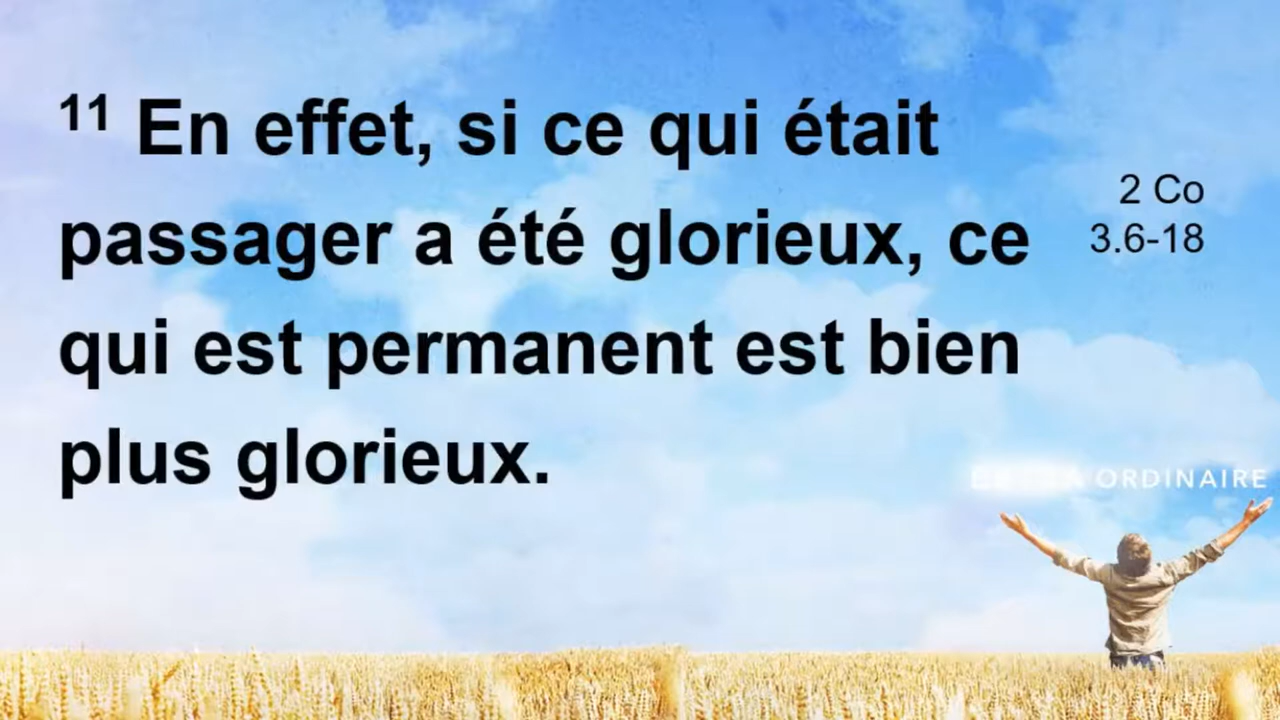 11 En effet, si ce qui était
passager a été glorieux, ce
qui est permanent est bien
plus glorieux.
2 Co
3.6-18
ORDINAIRE